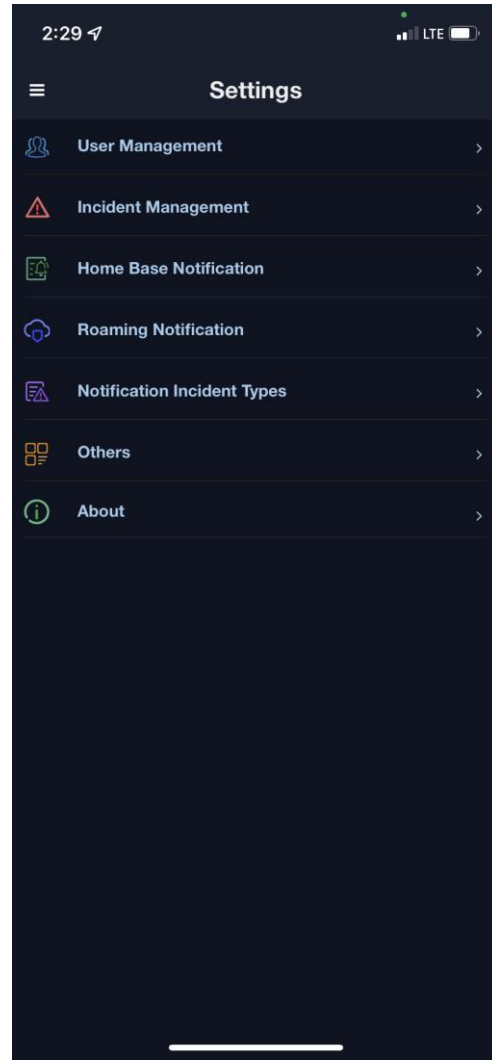 2:29
LTE
Settings
User Management
Incident Management
Home Base Notification
Roaming Notification
Notification Incident Types
Others
About